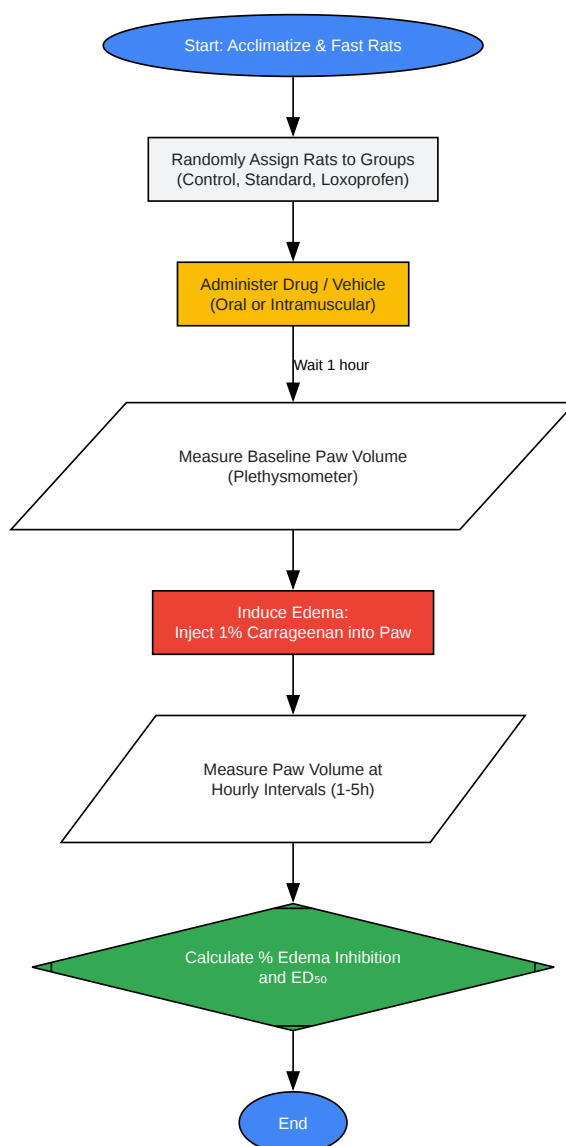 Start: Acclimatize & Fast Rats
Randomly Assign Rats to Groups
(Control, Standard, Loxoprofen)
Administer Drug / Vehicle
(Oral or Intramuscular)
Wait 1 hour
Measure Baseline Paw Volume
(Plethysmometer)
Induce Edema:
Inject 1% Carrageenan into Paw
Measure Paw Volume at
Hourly Intervals (1-5h)
Calculate % Edema Inhibition
and ED₅₀
End